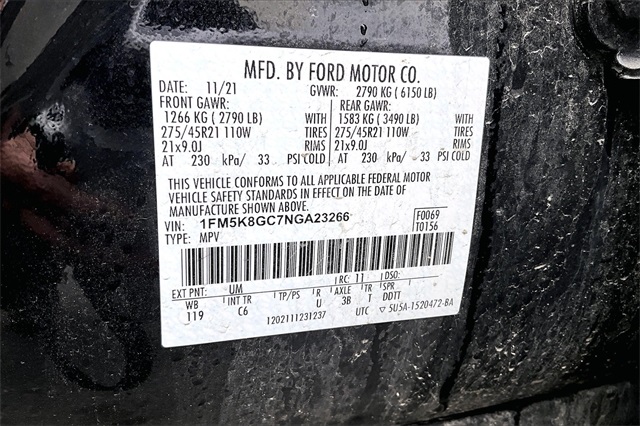 MFD. BY FORD MOTOR CO.
DATE: 11/21 GVWR: 2790 KG ( 6150 LB)
FRONT GAWR: REAR GAWR:
1266 KG ( 2790 LB) WITH 1583 KG ( 3490 LB) WITH
275/45R21 110W TIRES 275/45R21 110W TIRES
21x9.0J RIMS 21x9.0J RIMS
AT 230 kPa/ 33 PSI COLD AT 230 kPa/ 33 PSI COLD
THIS VEHICLE CONFORMS TO ALL APPLICABLE FEDERAL MOTOR
VEHICLE SAFETY STANDARDS IN EFFECT ON THE DATE OF
MANUFACTURE SHOWN ABOVE.
VIN: 1FM5K8GC7NGA23266 F0069
TYPE: MPV T0156
EXT PNT: UM RC: 11 DSO:
WB INT TR TP/PS R AXLE TR SPR
119 C6 U 3B T DDTT
1202111231237 UTC ▽ 5U5A-1520472-BA